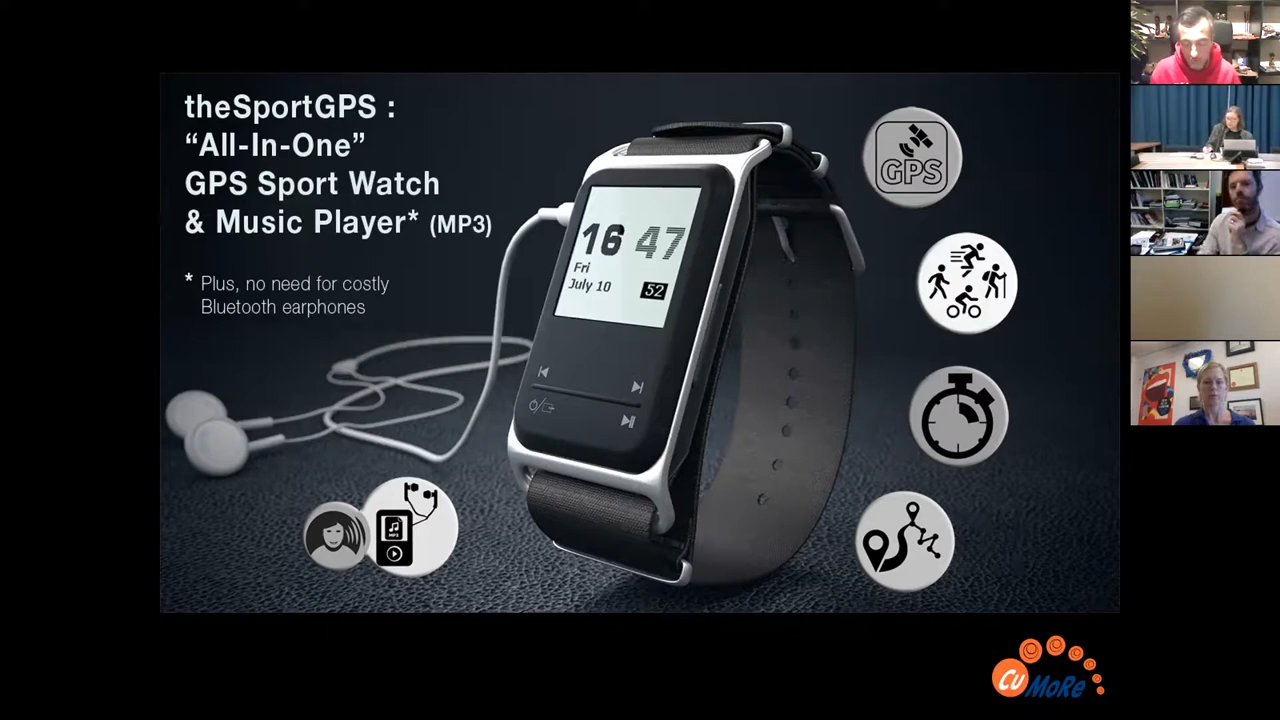 theSportGPS :
“All-In-One”
GPS Sport Watch
& Music Player* (MP3)
* Plus, no need for costly
Bluetooth earphones
16 47
Fri
July 10
52
GPS
MP3
CuMoRe